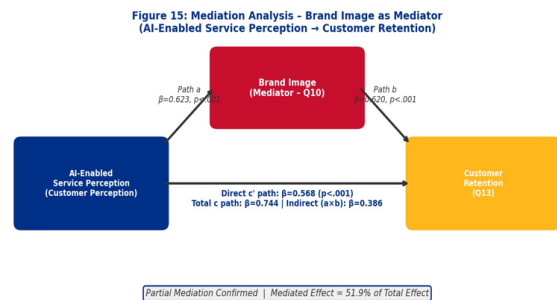 Figure 15: Mediation Analysis – Brand Image as Mediator
(AI-Enabled Service Perception → Customer Retention)
Brand Image
(Mediator – Q10)
Path a
β=0.623, p<.001
Path b
β=0.620, p<.001
AI-Enabled
Service Perception
(Customer Perception)
Customer
Retention
(Q13)
Direct c' path: β=0.568 (p<.001)
Total c path: β=0.744 | Indirect (a×b): β=0.386
Partial Mediation Confirmed | Mediated Effect = 51.9% of Total Effect